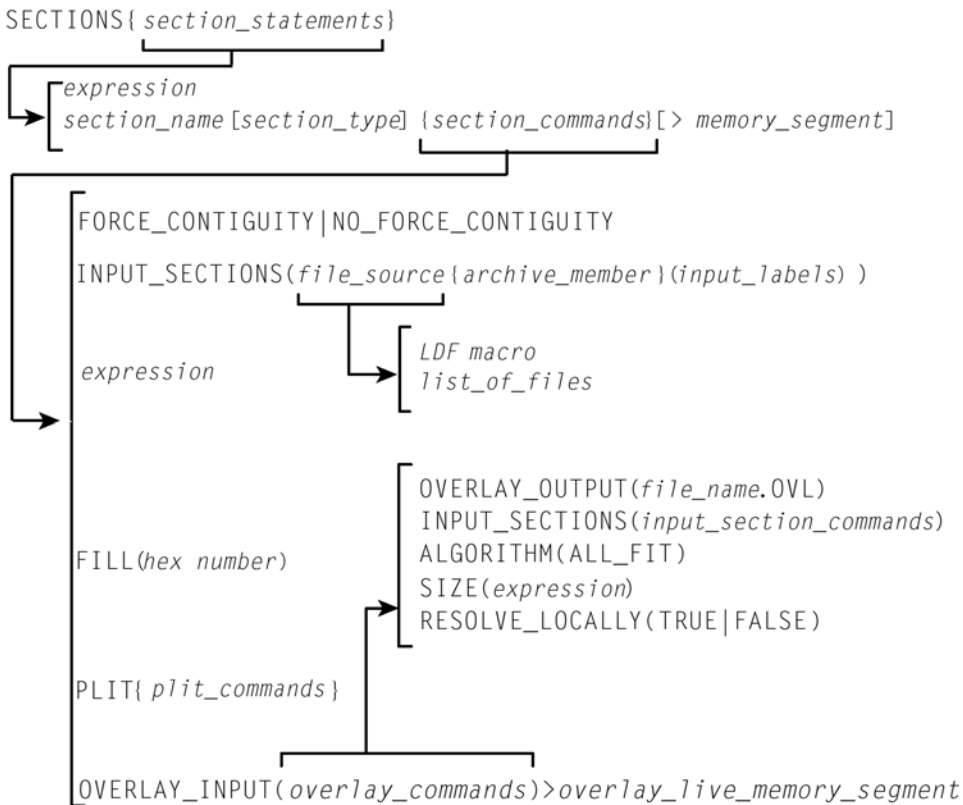 SECTIONS{section_statements}
expression
section_name [section_type] {section_commands}[> memory_segment]
FORCE_CONTIGUITY|NO_FORCE_CONTIGUITY
INPUT_SECTIONS(file_source{archive_member}(input_labels))
LDF macro
list_of_files
expression
OVERLAY_OUTPUT(file_name.OVL)
INPUT_SECTIONS(input_section_commands)
ALGORITHM(ALL_FIT)
SIZE(expression)
RESOLVE_LOCALLY(TRUE|FALSE)
FILL(hex number)
PLIT{plit_commands}
OVERLAY_INPUT(overlay_commands)>overlay_live_memory_segment